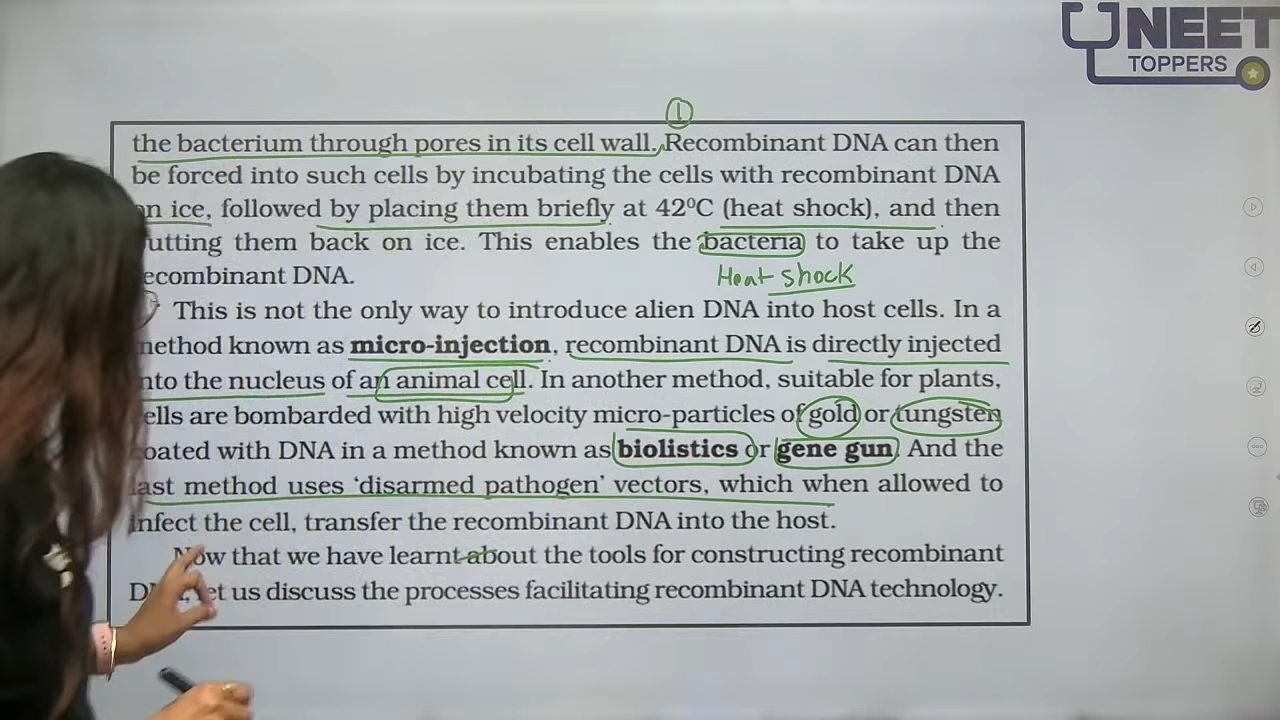 NEET
TOPPERS
1
the bacterium through pores in its cell wall. Recombinant DNA can then
be forced into such cells by incubating the cells with recombinant DNA
on ice, followed by placing them briefly at 42⁰C (heat shock), and then
utting them back on ice. This enables the bacteria to take up the
ecombinant DNA.
Heat shock
This is not the only way to introduce alien DNA into host cells. In a
method known as micro-injection, recombinant DNA is directly injected
nto the nucleus of an animal cell. In another method, suitable for plants,
ells are bombarded with high velocity micro-particles of gold or tungsten
oated with DNA in a method known as biolistics or gene gun. And the
last method uses ‘disarmed pathogen’ vectors, which when allowed to
infect the cell, transfer the recombinant DNA into the host.
Now that we have learnt about the tools for constructing recombinant
let us discuss the processes facilitating recombinant DNA technology.